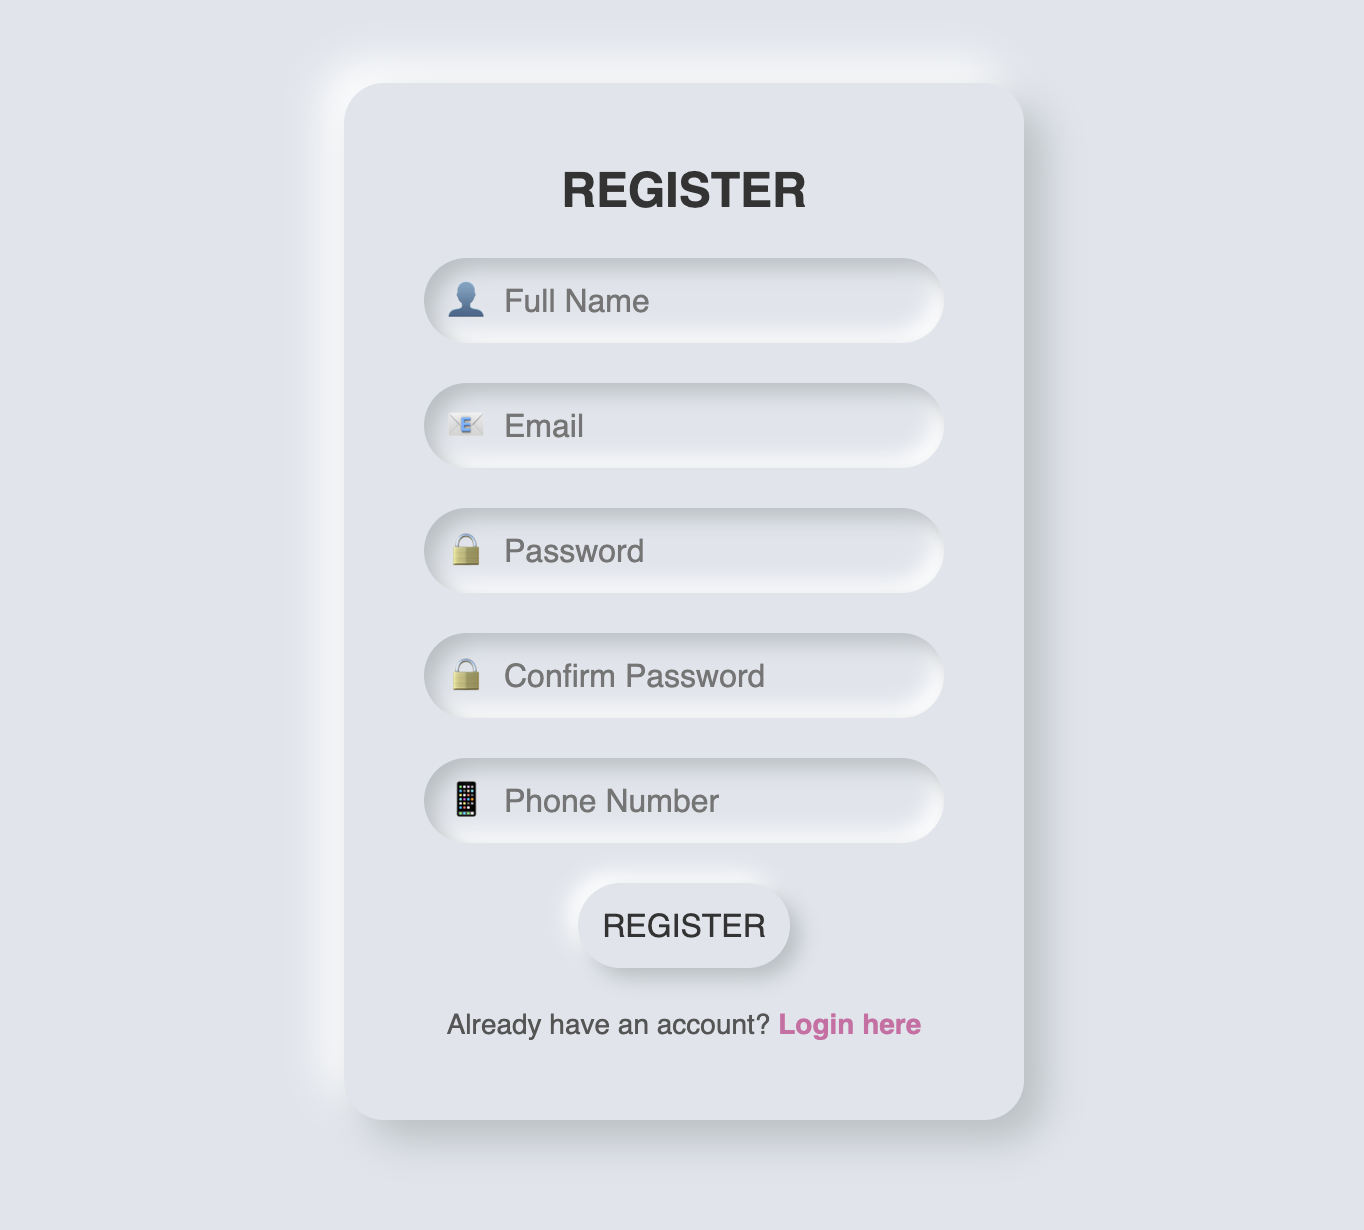 REGISTER
Full Name
Email
Password
Confirm Password
Phone Number
REGISTER
Already have an account? Login here